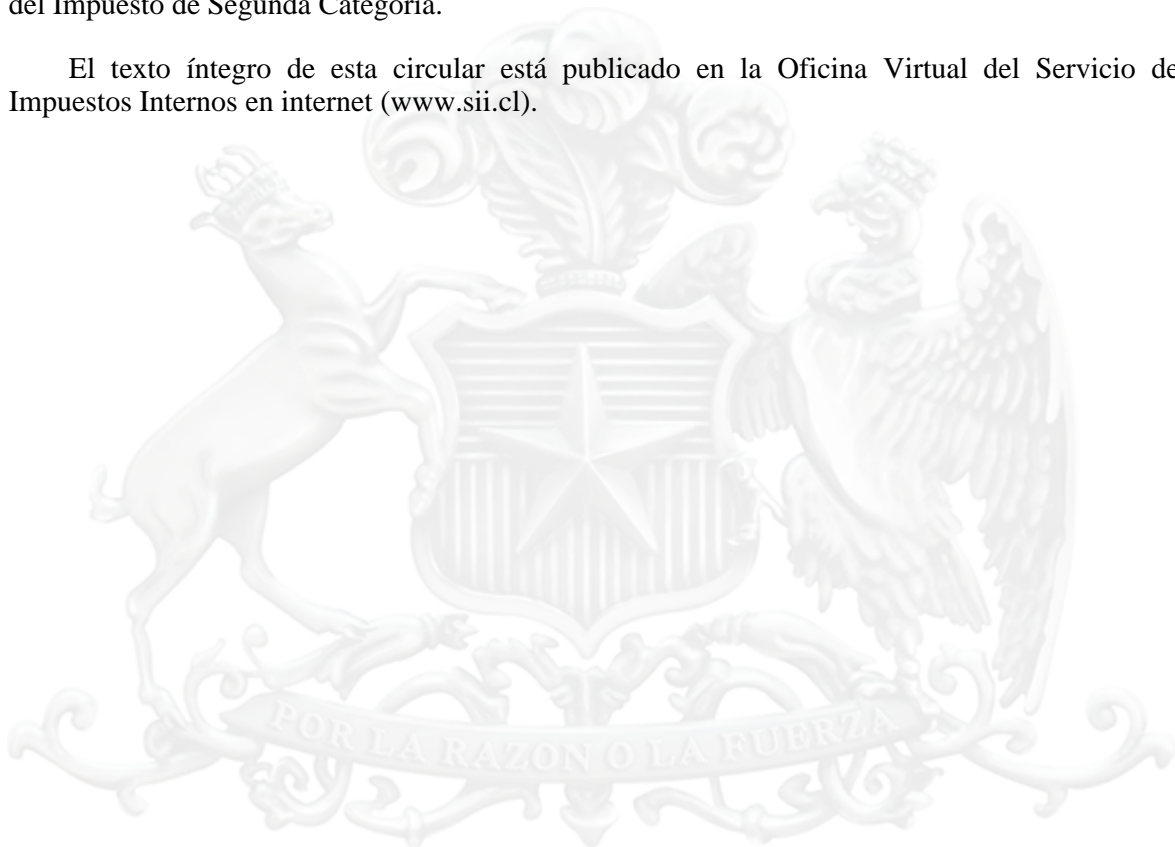 del Impuesto de Segunda Categoría.
El texto íntegro de esta circular está publicado en la Oficina Virtual del Servicio de
Impuestos Internos en internet (www.sii.cl).
POR LA RAZON O LA FUERZA